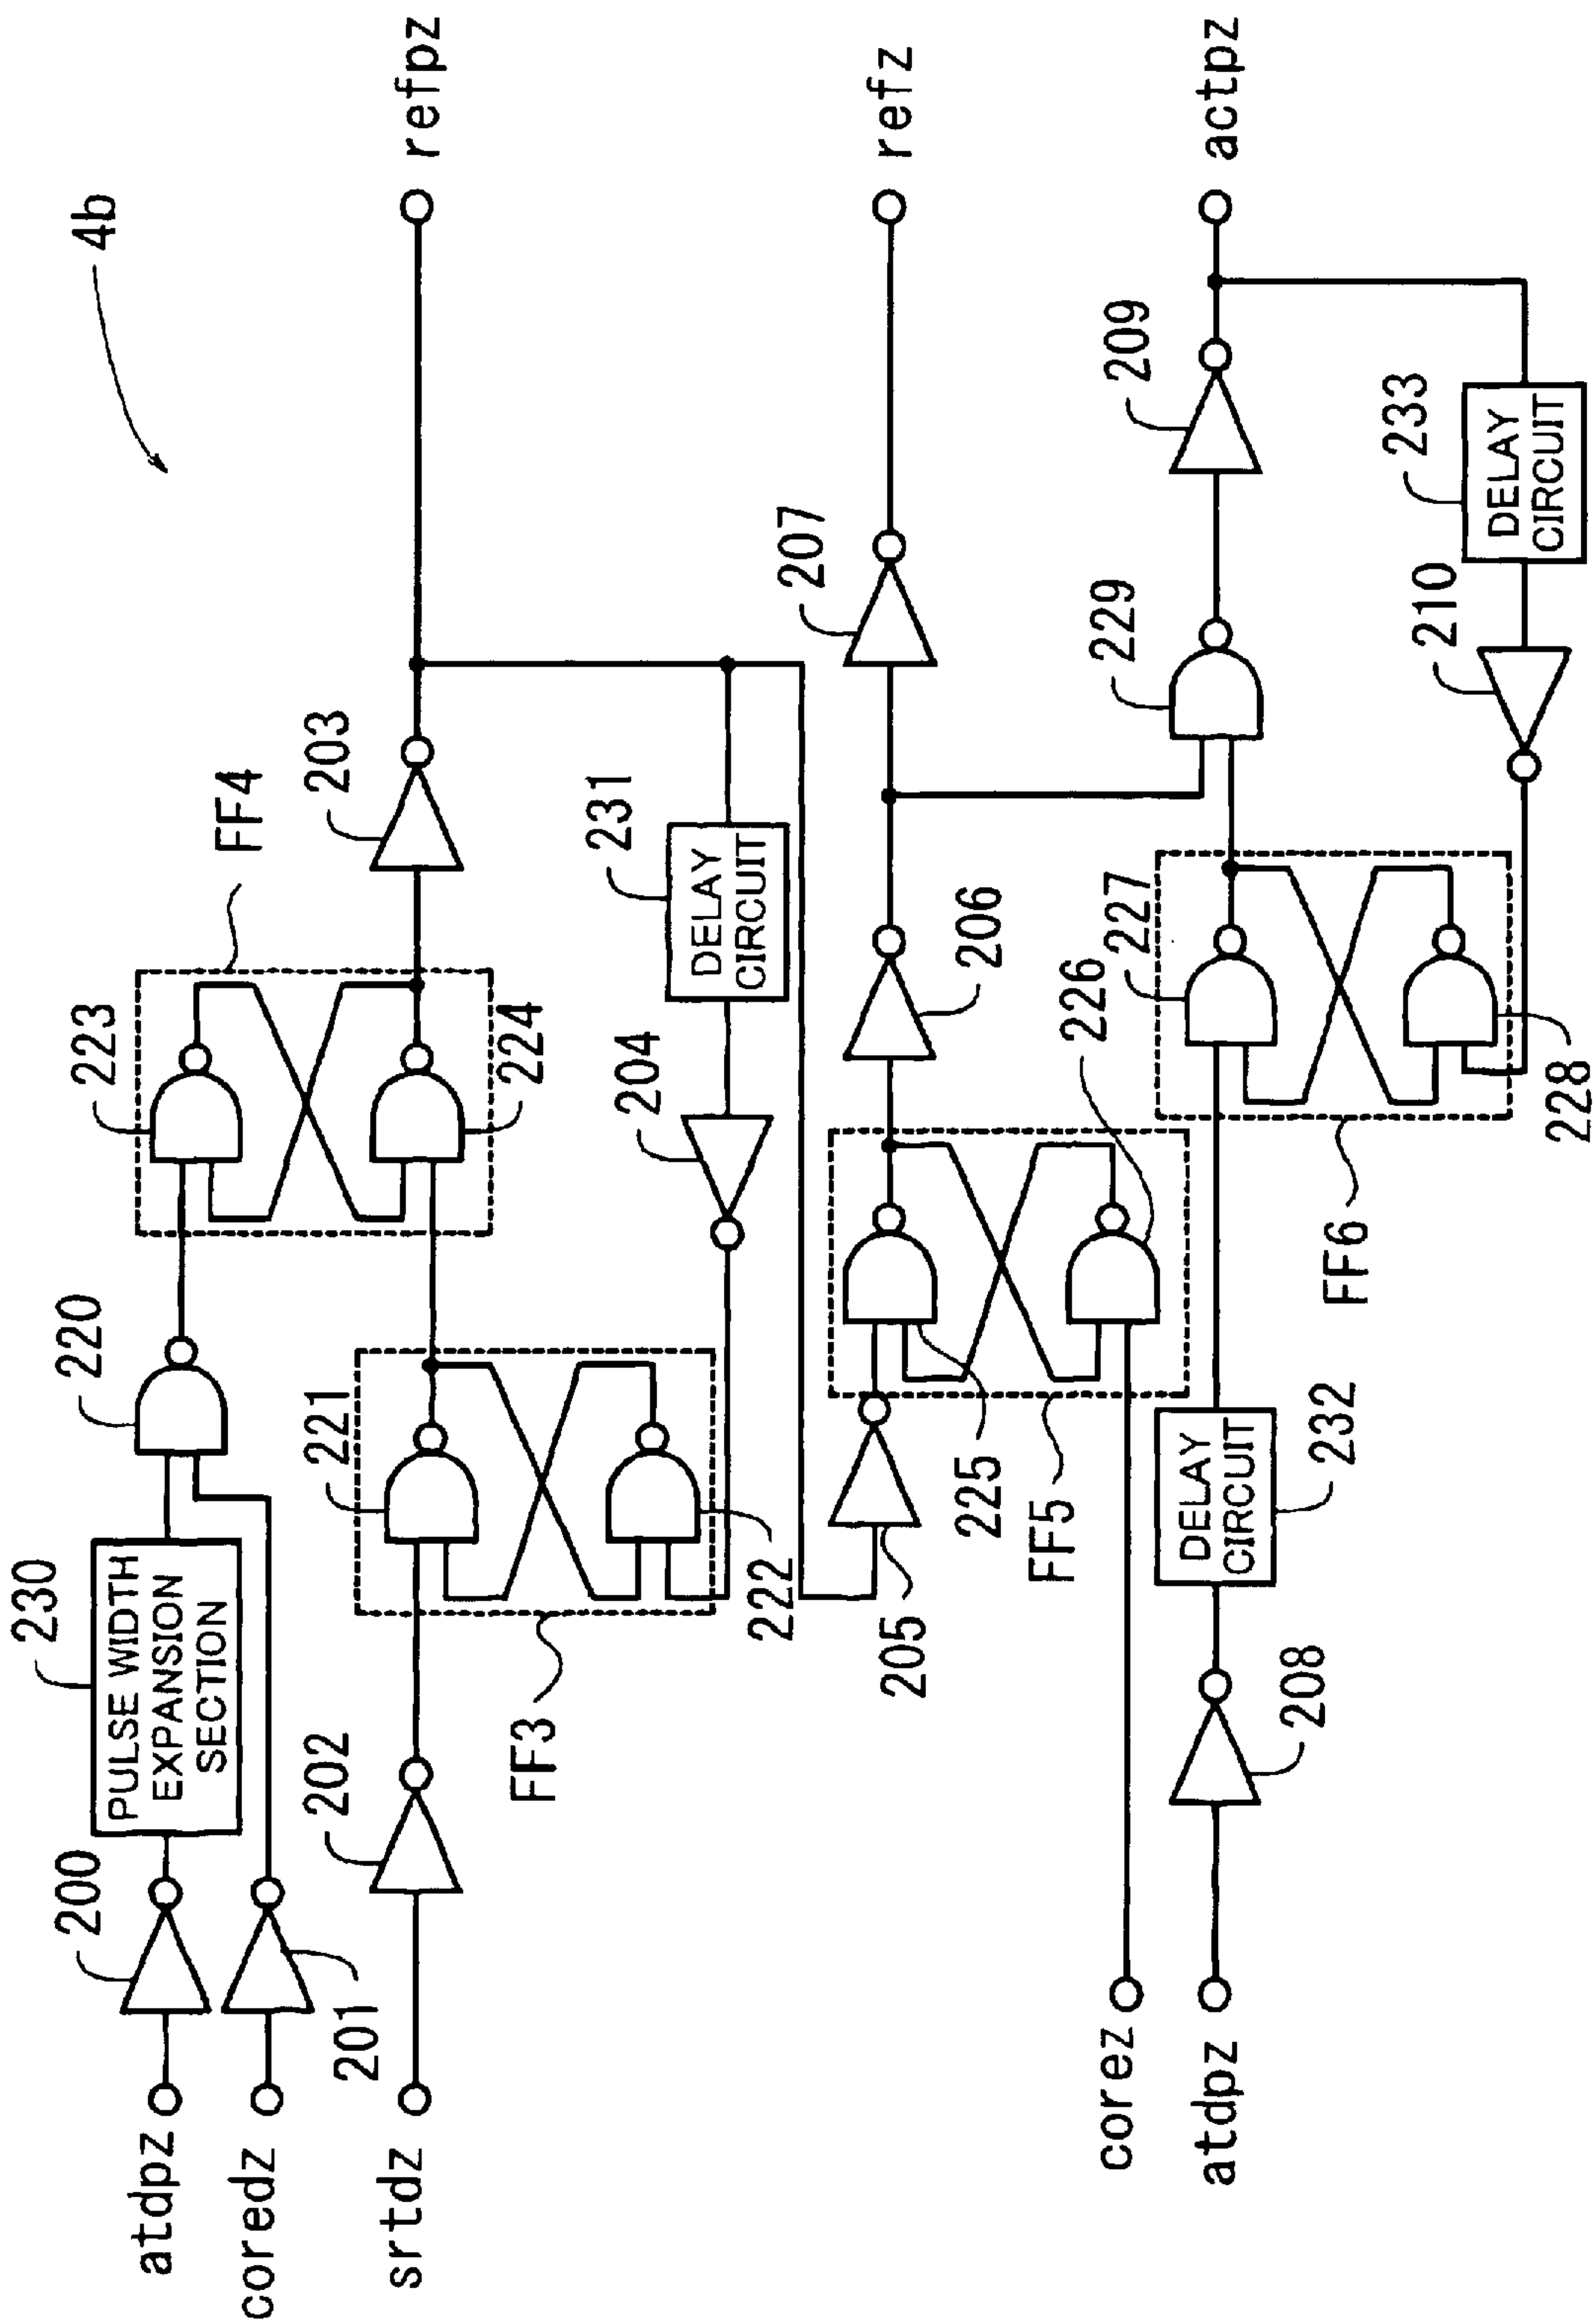 4b
atdpz
200
PULSE WIDTH
EXPANSION
SECTION
230
220
223
FF4
coredz
201
224
203
refpz
srtdz
202
221
FF3
222
204
DELAY
CIRCUIT
231
205
225
FF5
226
206
207
refz
corez
atdpz
208
DELAY
CIRCUIT
232
227
FF6
228
229
209
actpz
210
DELAY
CIRCUIT
233